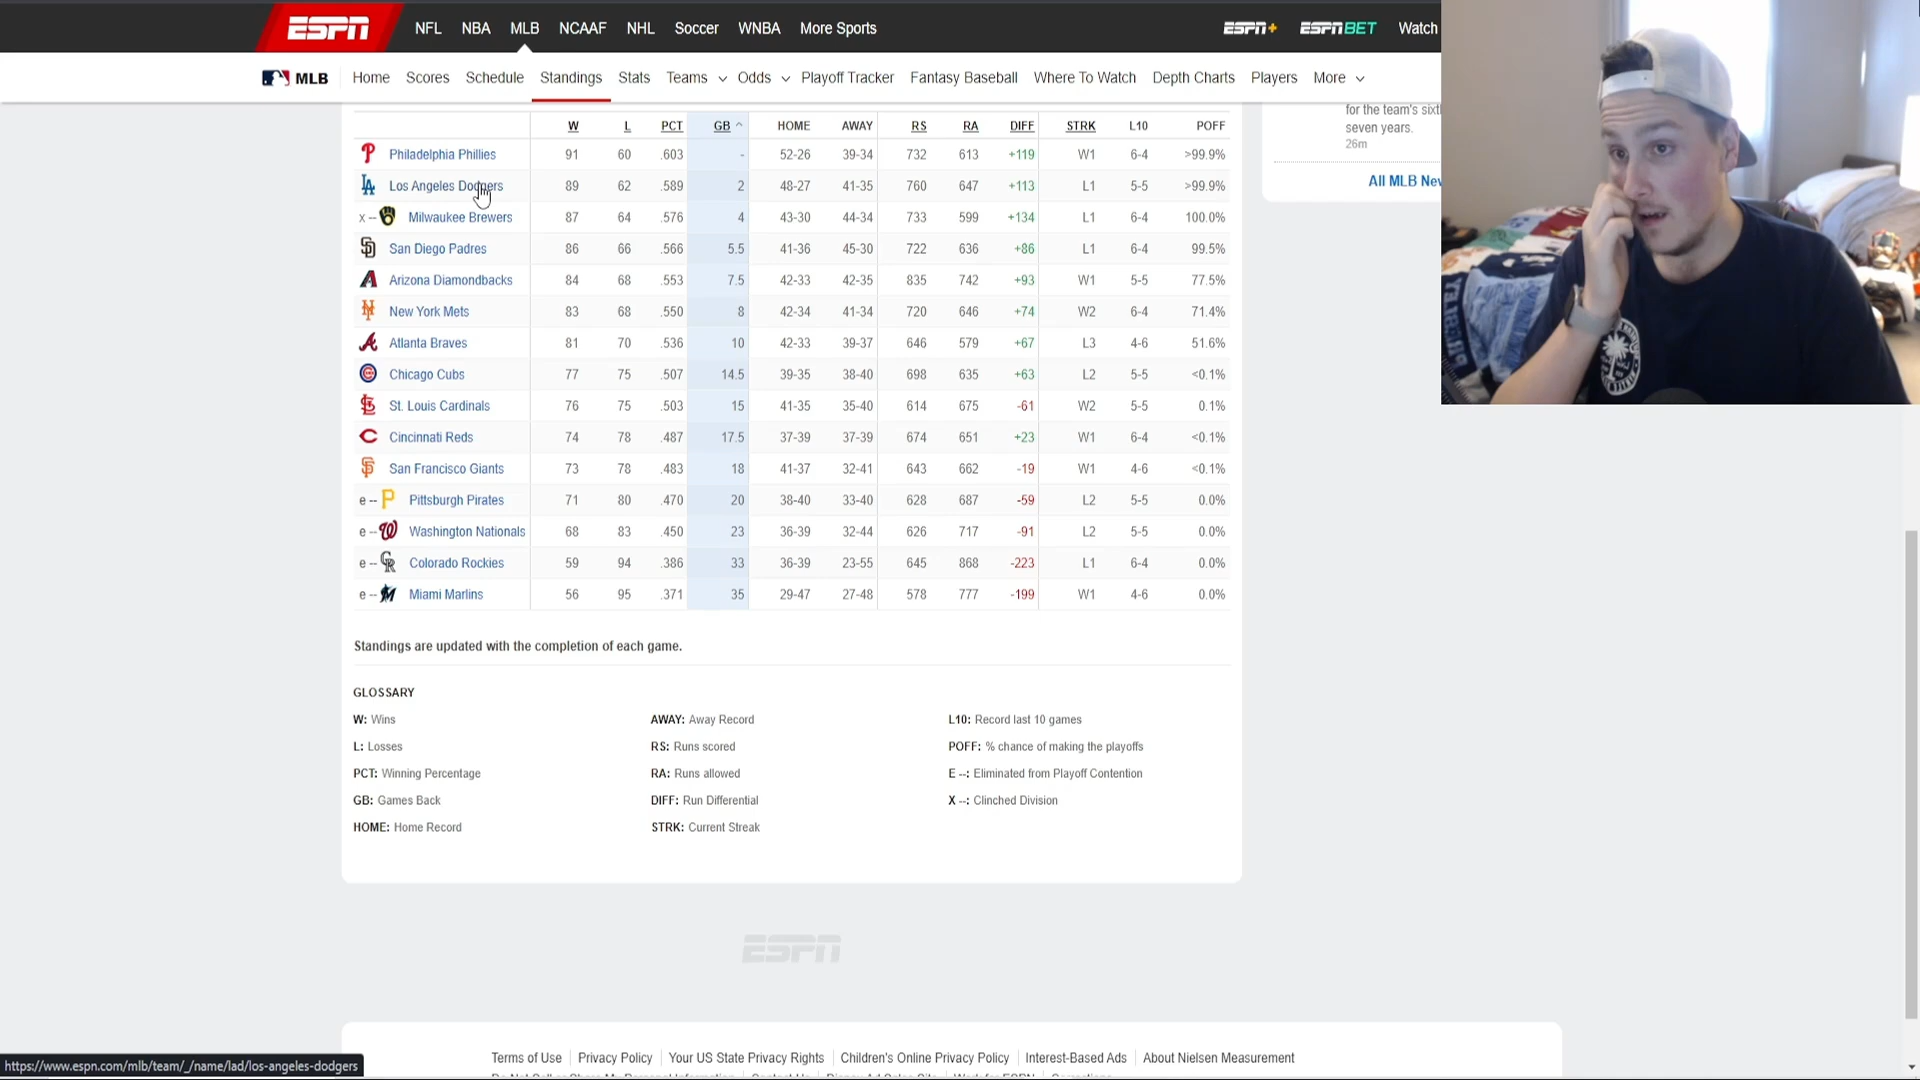 ESPN NFL NBA MLB NCAAF NHL Soccer WNBA More Sports ESPN+ ESPN BET Watch
MLB Home Scores Schedule Standings Stats Teams Odds Playoff Tracker Fantasy Baseball Where To Watch Depth Charts Players More
for the team's sixth
seven years.
26m
All MLB New
W L PCT GB HOME AWAY RS RA DIFF STRK L10 POFF
Philadelphia Phillies 91 60 .603 - 52-26 39-34 732 613 +119 W1 6-4 >99.9%
Los Angeles Dodgers 89 62 .589 2 48-27 41-35 760 647 +113 L1 5-5 >99.9%
x -- Milwaukee Brewers 87 64 .576 4 43-30 44-34 733 599 +134 L1 6-4 100.0%
San Diego Padres 86 66 .566 5.5 41-36 45-30 722 636 +86 L1 6-4 99.5%
Arizona Diamondbacks 84 68 .553 7.5 42-33 42-35 835 742 +93 W1 5-5 77.5%
New York Mets 83 68 .550 8 42-34 41-34 720 646 +74 W2 6-4 71.4%
Atlanta Braves 81 70 .536 10 42-33 39-37 646 579 +67 L3 4-6 51.6%
Chicago Cubs 77 75 .507 14.5 39-35 38-40 698 635 +63 L2 5-5 <0.1%
St. Louis Cardinals 76 75 .503 15 41-35 35-40 614 675 -61 W2 5-5 0.1%
Cincinnati Reds 74 78 .487 17.5 37-39 37-39 674 651 +23 W1 6-4 <0.1%
San Francisco Giants 73 78 .483 18 41-37 32-41 643 662 -19 W1 4-6 <0.1%
e -- Pittsburgh Pirates 71 80 .470 20 38-40 33-40 628 687 -59 L2 5-5 0.0%
e -- Washington Nationals 68 83 .450 23 36-39 32-44 626 717 -91 L2 5-5 0.0%
e -- Colorado Rockies 59 94 .386 33 36-39 23-55 645 868 -223 L1 6-4 0.0%
e -- Miami Marlins 56 95 .371 35 29-47 27-48 578 777 -199 W1 4-6 0.0%
Standings are updated with the completion of each game.
GLOSSARY
W: Wins AWAY: Away Record L10: Record last 10 games
L: Losses RS: Runs scored POFF: % chance of making the playoffs
PCT: Winning Percentage RA: Runs allowed E --: Eliminated from Playoff Contention
GB: Games Back DIFF: Run Differential X --: Clinched Division
HOME: Home Record STRK: Current Streak
ESPN
Terms of Use Privacy Policy Your US State Privacy Rights Children's Online Privacy Policy Interest-Based Ads About Nielsen Measurement
https://www.espn.com/mlb/team/_/name/lad/los-angeles-dodgers